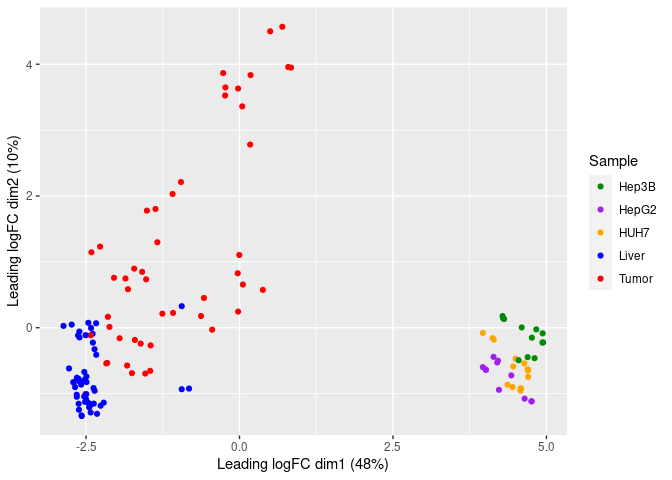 4
2
0
-2.5
0.0
2.5
5.0
Leading logFC dim1 (48%)
Leading logFC dim2 (10%)
Sample
Hep3B
HepG2
HUH7
Liver
Tumor